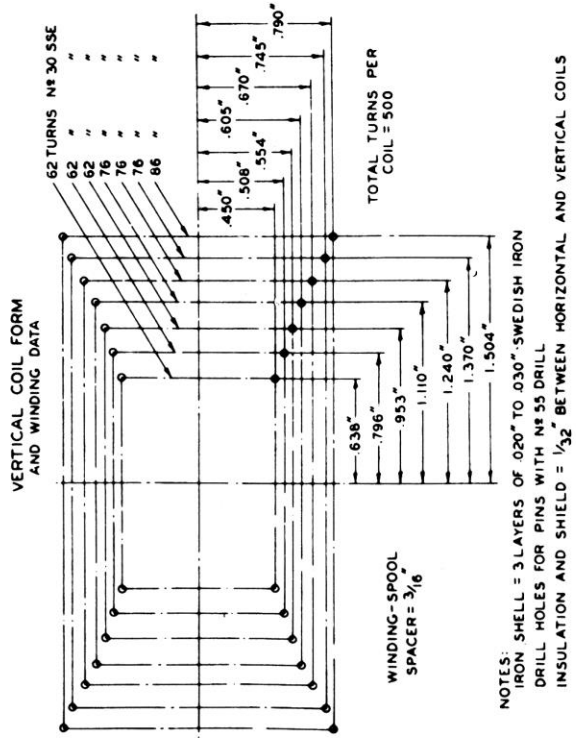 VERTICAL COIL FORM
AND WINDING DATA
62 TURNS Nº 30 SSE
62 " "
62 " "
76 " "
76 " "
76 " "
86 " "
.450"
.508"
.554"
.605"
.670"
.745"
.790"
TOTAL TURNS PER
COIL = 500
.638"
.796"
.953"
1.110"
1.240"
1.370"
1.504"
WINDING-SPOOL
SPACER = 3/16"
NOTES:
IRON SHELL = 3 LAYERS OF .020" TO .030"-SWEDISH IRON
DRILL HOLES FOR PINS WITH Nº 55 DRILL
INSULATION AND SHIELD = 1/32" BETWEEN HORIZONTAL AND VERTICAL COILS